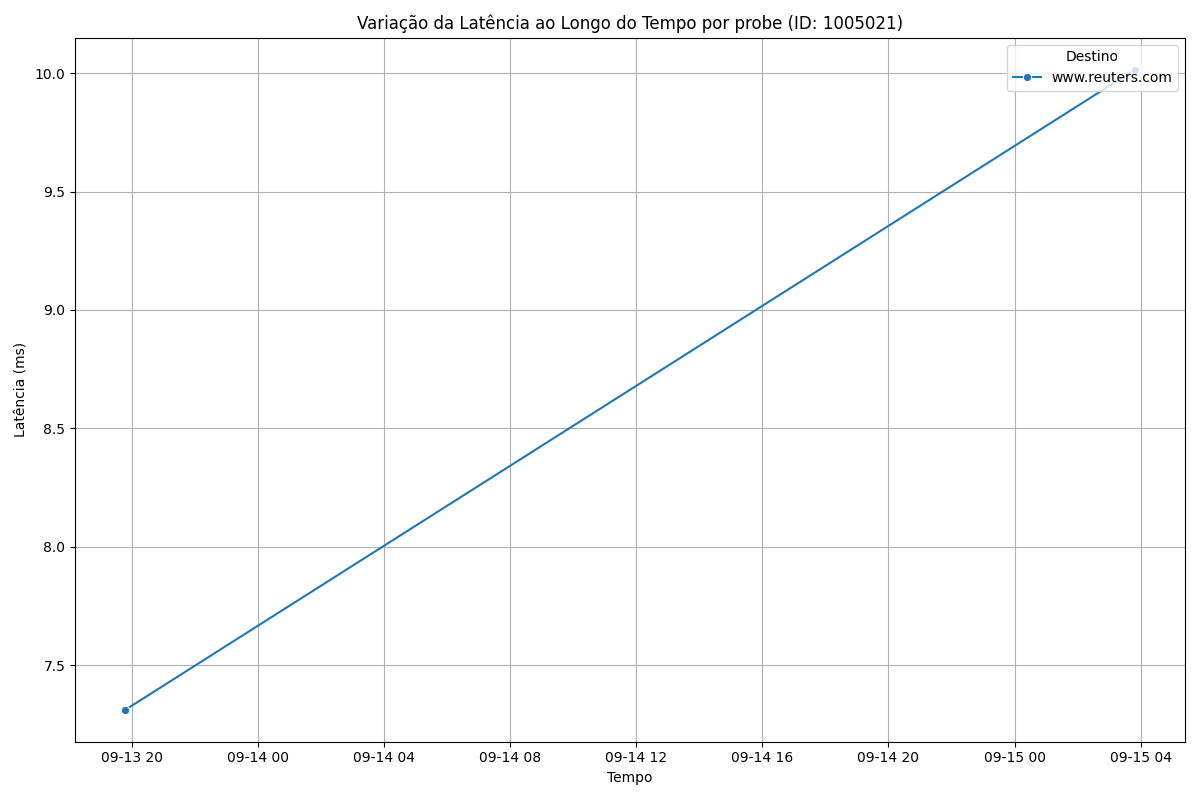 Variação da Latência ao Longo do Tempo por probe (ID: 1005021)
Destino
www.reuters.com
10.0
9.5
9.0
8.5
8.0
7.5
Latência (ms)
09-13 20 09-14 00 09-14 04 09-14 08 09-14 12 09-14 16 09-14 20 09-15 00 09-15 04
Tempo